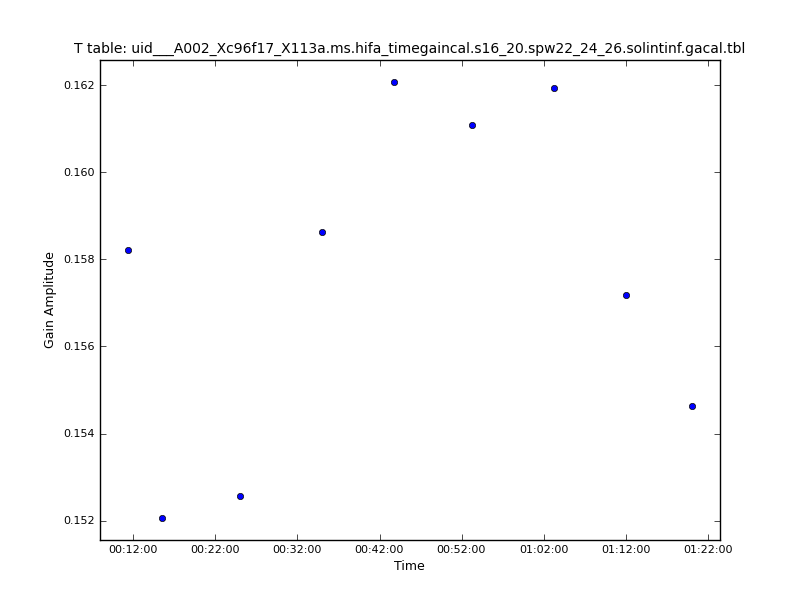 T table: uid___A002_Xc96f17_X113a.ms.hifa_timegaincal.s16_20.spw22_24_26.solintinf.gacal.tbl
0.162
0.160
0.158
0.156
0.154
0.152
Gain Amplitude
00:12:00 00:22:00 00:32:00 00:42:00 00:52:00 01:02:00 01:12:00 01:22:00
Time